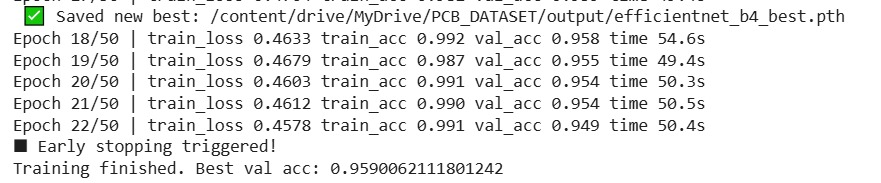 ✅ Saved new best: /content/drive/MyDrive/PCB_DATASET/output/efficientnet_b4_best.pth
Epoch 18/50 | train_loss 0.4633 train_acc 0.992 val_acc 0.958 time 54.6s
Epoch 19/50 | train_loss 0.4679 train_acc 0.987 val_acc 0.955 time 49.4s
Epoch 20/50 | train_loss 0.4603 train_acc 0.991 val_acc 0.954 time 50.3s
Epoch 21/50 | train_loss 0.4612 train_acc 0.990 val_acc 0.954 time 50.5s
Epoch 22/50 | train_loss 0.4578 train_acc 0.991 val_acc 0.949 time 50.4s
■ Early stopping triggered!
Training finished. Best val acc: 0.9590062111801242